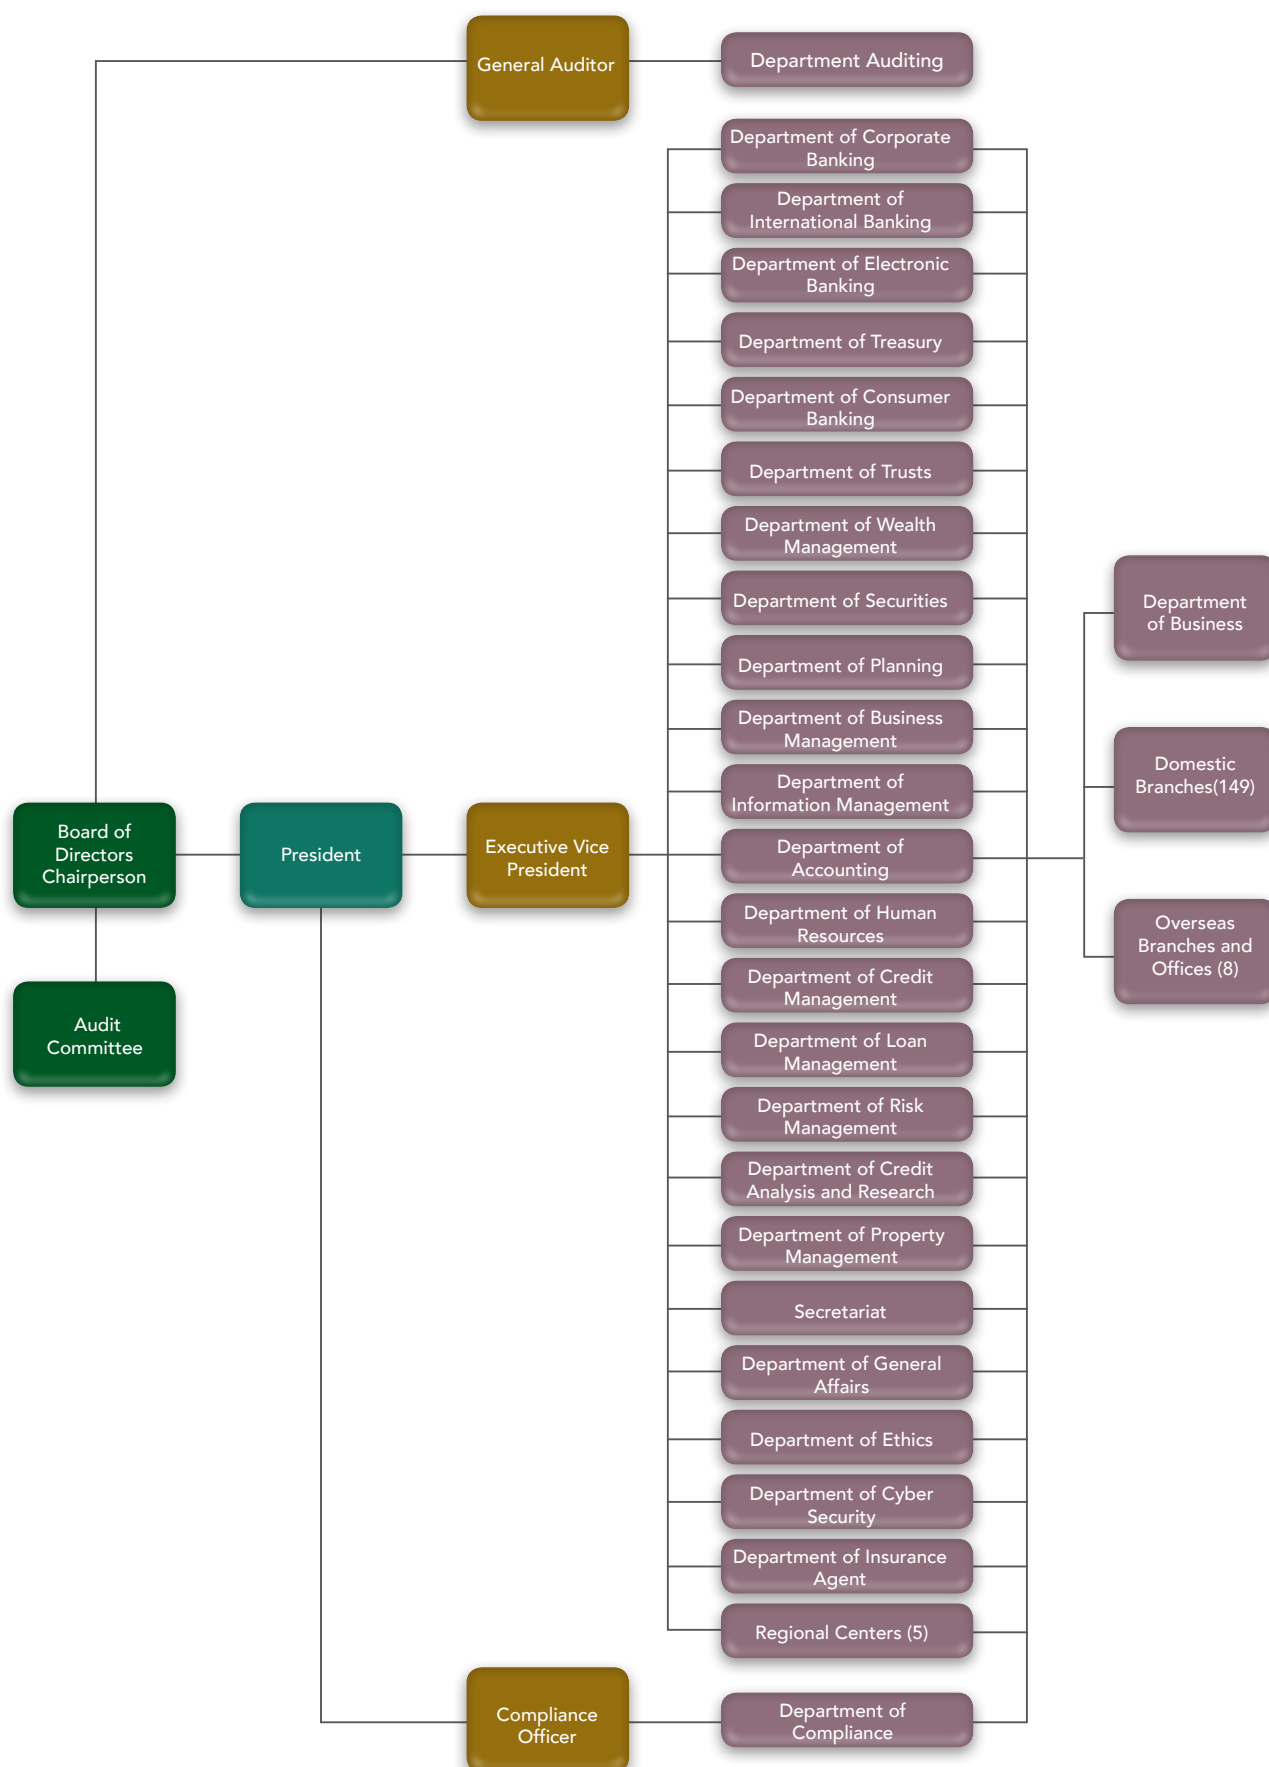 General Auditor
Department Auditing
Department of Corporate
Banking
Department of
International Banking
Department of Electronic
Banking
Department of Treasury
Department of Consumer
Banking
Department of Trusts
Department of Wealth
Management
Department of Securities
Department of Planning
Department of Business
Management
Department of
Information Management
Board of
Directors
Chairperson
President
Executive Vice
President
Department of
Accounting
Department of Human
Resources
Department of Credit
Management
Audit
Committee
Department of Loan
Management
Department of Risk
Management
Department of Credit
Analysis and Research
Department of Property
Management
Secretariat
Department of General
Affairs
Department of Ethics
Department of Cyber
Security
Department of Insurance
Agent
Regional Centers (5)
Compliance
Officer
Department of
Compliance
Department
of Business
Domestic
Branches(149)
Overseas
Branches and
Offices (8)